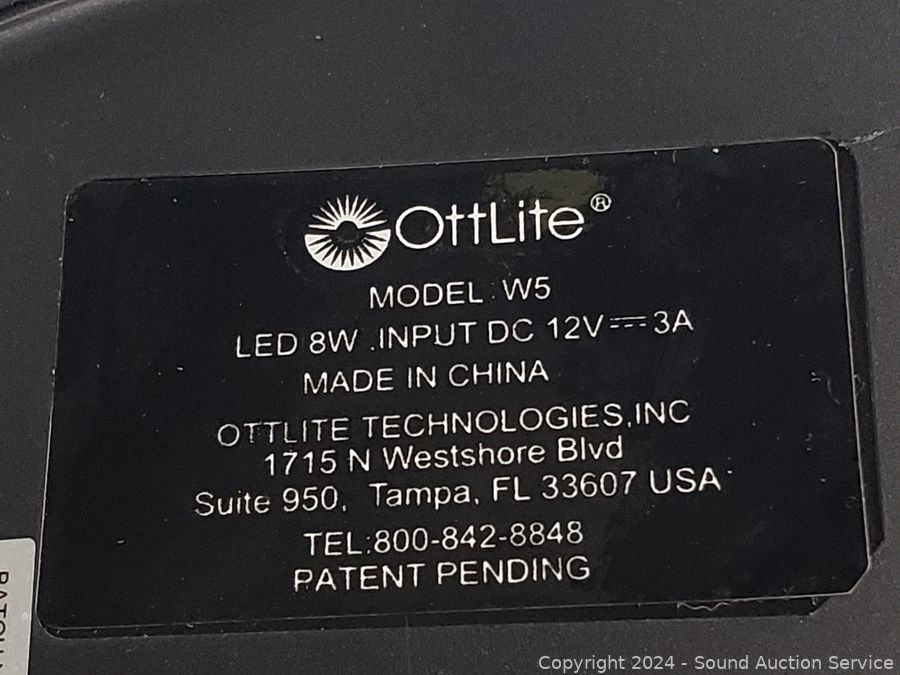 OttLite®
MODEL: W5
LED 8W .INPUT DC 12V⎓3A
MADE IN CHINA
OTTLITE TECHNOLOGIES,INC
1715 N Westshore Blvd
Suite 950, Tampa, FL 33607 USA
TEL:800-842-8848
PATENT PENDING
Copyright 2024 - Sound Auction Service